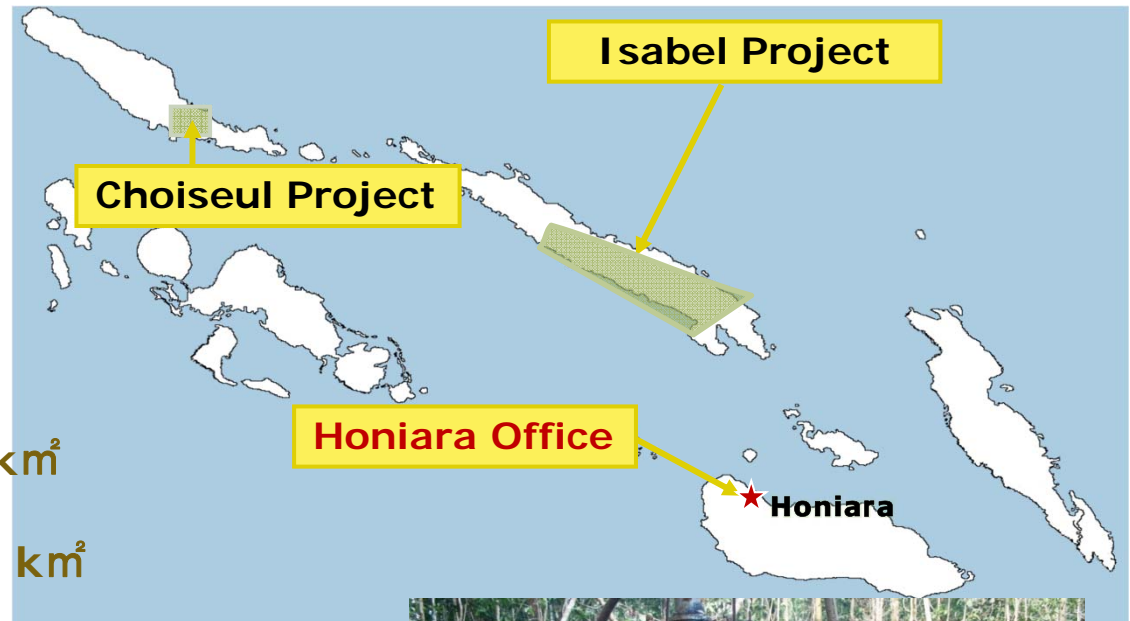 Isabel Project
Choiseul Project
Honiara Office
Honiara
km²
km²